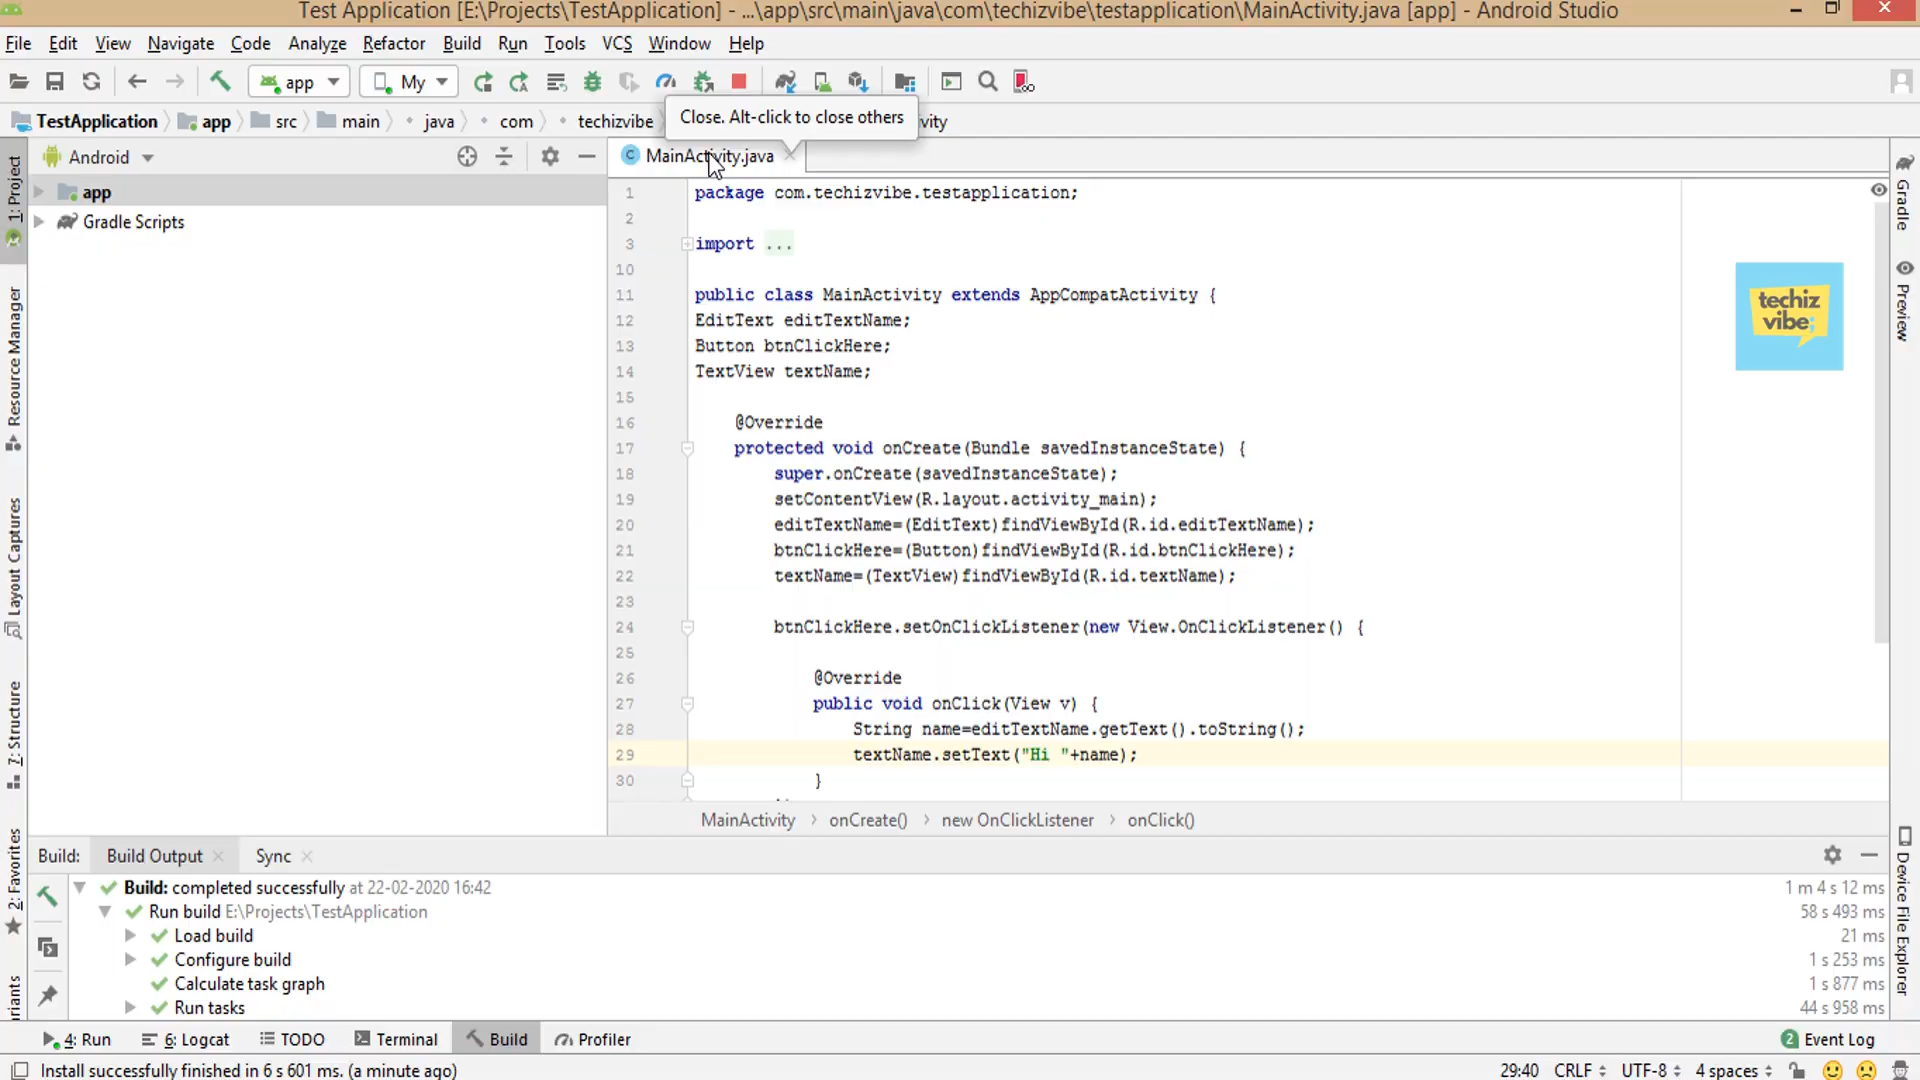 Test Application [E:\Projects\TestApplication] - ...\app\src\main\java\com\techizvibe\testapplication\MainActivity.java [app] - Android Studio
File Edit View Navigate Code Analyze Refactor Build Run Tools VCS Window Help
app My
TestApplication app src main java com techizvibe vity
Close. Alt-click to close others
Android
MainActivity.java
app
Gradle Scripts
1: Project
Resource Manager
Layout Captures
7: Structure
2: Favorites
riants
1 package com.techizvibe.testapplication;
2
3 import ...
10
11 public class MainActivity extends AppCompatActivity {
12 EditText editTextName;
13 Button btnClickHere;
14 TextView textName;
15
16 @Override
17 protected void onCreate(Bundle savedInstanceState) {
18 super.onCreate(savedInstanceState);
19 setContentView(R.layout.activity_main);
20 editTextName=(EditText)findViewById(R.id.editTextName);
21 btnClickHere=(Button)findViewById(R.id.btnClickHere);
22 textName=(TextView)findViewById(R.id.textName);
23
24 btnClickHere.setOnClickListener(new View.OnClickListener() {
25
26 @Override
27 public void onClick(View v) {
28 String name=editTextName.getText().toString();
29 textName.setText("Hi "+name);
30 }
MainActivity onCreate() new OnClickListener onClick()
techiz
vibe;
Gradle
Preview
Device File Explorer
Build: Build Output Sync
Build: completed successfully at 22-02-2020 16:42 1 m 4 s 12 ms
Run build E:\Projects\TestApplication 58 s 493 ms
Load build 21 ms
Configure build 1 s 253 ms
Calculate task graph 1 s 877 ms
Run tasks 44 s 958 ms
4: Run 6: Logcat TODO Terminal Build Profiler 2 Event Log
Install successfully finished in 6 s 601 ms. (a minute ago) 29:40 CRLF UTF-8 4 spaces